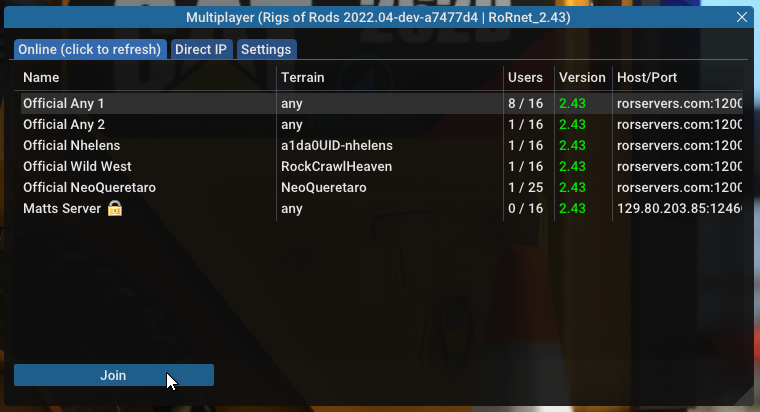 Multiplayer (Rigs of Rods 2022.04-dev-a7477d4 | RoRnet_2.43)
Online (click to refresh) Direct IP Settings
Name Terrain Users Version Host/Port
Official Any 1 any 8 / 16 2.43 rorservers.com:1200
Official Any 2 any 1 / 16 2.43 rorservers.com:1200
Official Nhelens a1da0UID-nhelens 1 / 16 2.43 rorservers.com:1200
Official Wild West RockCrawlHeaven 1 / 16 2.43 rorservers.com:1200
Official NeoQueretaro NeoQueretaro 1 / 25 2.43 rorservers.com:1200
Matts Server any 0 / 16 2.43 129.80.203.85:1246
Join